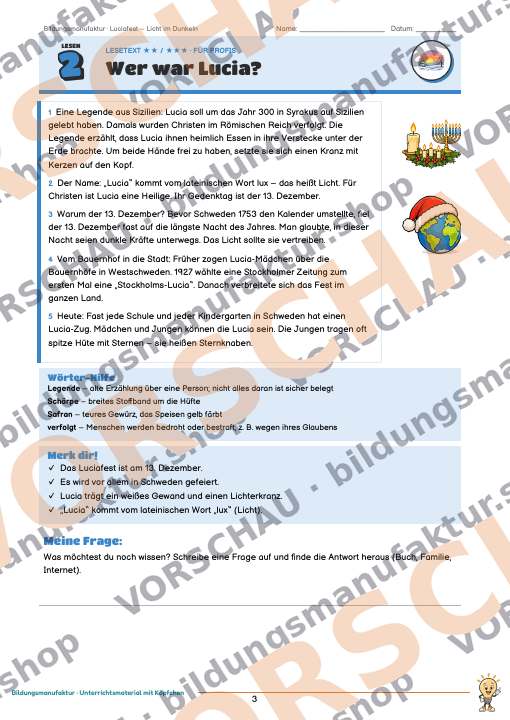 Bildungsmanufaktur · Luciafest – Licht im Dunkeln Name: Datum:
LESEN
2
LESETEXT ★★ / ★★★ · FÜR PROFIS
Wer war Lucia?
1 Eine Legende aus Sizilien: Lucia soll um das Jahr 300 in Syrakus auf Sizilien
gelebt haben. Damals wurden Christen im Römischen Reich verfolgt. Die
Legende erzählt, dass Lucia ihnen heimlich Essen in ihre Verstecke unter der
Erde brachte. Um beide Hände frei zu haben, setzte sie sich einen Kranz mit
Kerzen auf den Kopf.
2 Der Name: „Lucia" kommt vom lateinischen Wort lux – das heißt Licht. Für
Christen ist Lucia eine Heilige. Ihr Gedenktag ist der 13. Dezember.
3 Warum der 13. Dezember? Bevor Schweden 1753 den Kalender umstellte, fiel
der 13. Dezember fast auf die längste Nacht des Jahres. Man glaubte, in dieser
Nacht seien dunkle Kräfte unterwegs. Das Licht sollte sie vertreiben.
4 Vom Bauernhof in die Stadt: Früher zogen Lucia-Mädchen über die
Bauernhöfe in Westschweden. 1927 wählte eine Stockholmer Zeitung zum
ersten Mal eine „Stockholms-Lucia". Danach verbreitete sich das Fest im
ganzen Land.
5 Heute: Fast jede Schule und jeder Kindergarten in Schweden hat einen
Lucia-Zug. Mädchen und Jungen können die Lucia sein. Die Jungen tragen oft
spitze Hüte mit Sternen – sie heißen Sternknaben.
Wörter-Hilfe
Legende – alte Erzählung über eine Person; nicht alles daran ist sicher belegt
Schärpe – breites Stoffband um die Hüfte
Safran – teures Gewürz, das Speisen gelb färbt
verfolgt – Menschen werden bedroht oder bestraft, z. B. wegen ihres Glaubens
Merk dir!
✓ Das Luciafest ist am 13. Dezember.
✓ Es wird vor allem in Schweden gefeiert.
✓ Lucia trägt ein weißes Gewand und einen Lichterkranz.
✓ „Lucia" kommt vom lateinischen Wort „lux" (Licht).
Meine Frage:
Was möchtest du noch wissen? Schreibe eine Frage auf und finde die Antwort heraus (Buch, Familie,
Internet).
Bildungsmanufaktur · Unterrichtsmaterial mit Köpfchen
3
VORSCHAU · bildungsmanufaktur.shop